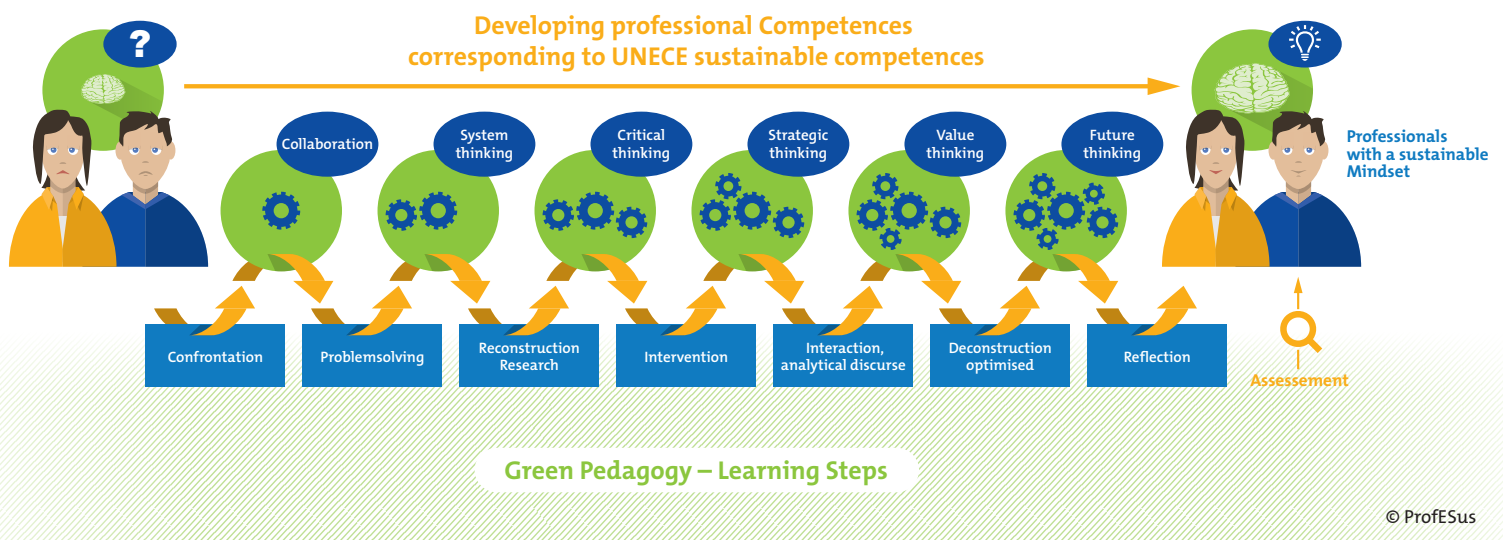 Developing professional Competences
corresponding to UNECE sustainable competences
?
Collaboration
System
thinking
Critical
thinking
Strategic
thinking
Value
thinking
Future
thinking
Professionals
with a sustainable
Mindset
Confrontation
Problemsolving
Reconstruction
Research
Intervention
Interaction,
analytical discurse
Deconstruction
optimised
Reflection
Assessement
Green Pedagogy – Learning Steps
© ProfESus